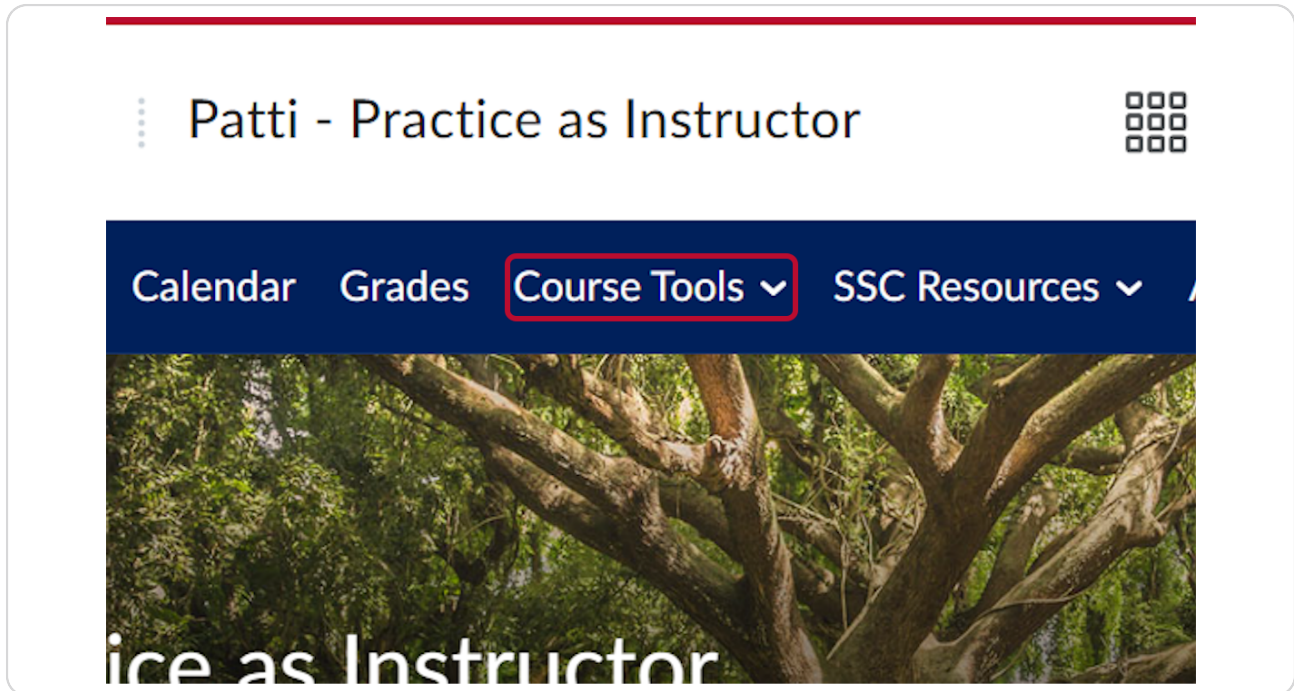 Patti - Practice as Instructor
Calendar Grades Course Tools SSC Resources
ice as Instructor